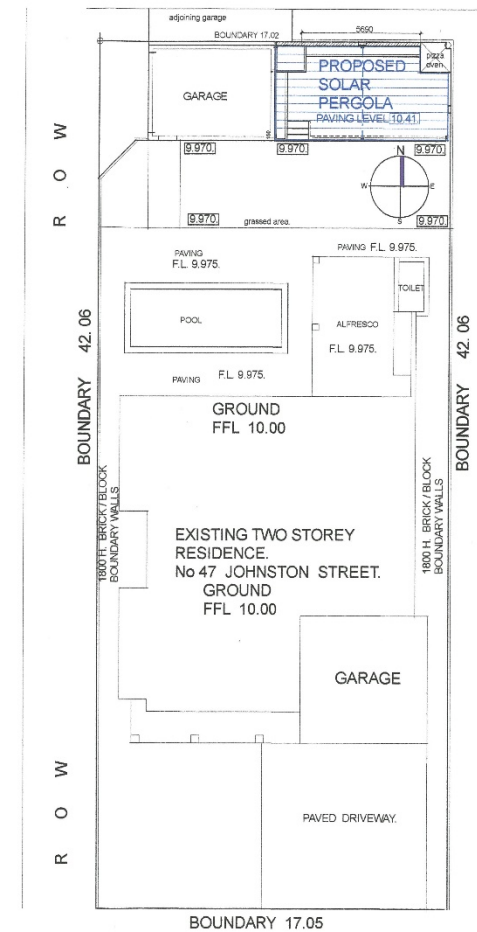 adjoining garage
BOUNDARY 17.02
5690
pizza
oven
GARAGE
PROPOSED
SOLAR
PERGOLA
PAVING LEVEL 10.41
9.970.
9.970.
9.970.
N
W
E
S
9.970.
grassed area.
9.970.
R O W
PAVING
F.L. 9.975.
PAVING F.L. 9.975.
TOILET
POOL
ALFRESCO
F.L. 9.975.
PAVING F.L. 9.975.
BOUNDARY 42. 06
BOUNDARY 42. 06
GROUND
FFL 10.00
1800 H. BRICK / BLOCK
BOUNDARY WALLS
1800 H. BRICK / BLOCK
BOUNDARY WALLS
EXISTING TWO STOREY
RESIDENCE.
No 47 JOHNSTON STREET.
GROUND
FFL 10.00
GARAGE
R O W
PAVED DRIVEWAY.
BOUNDARY 17.05